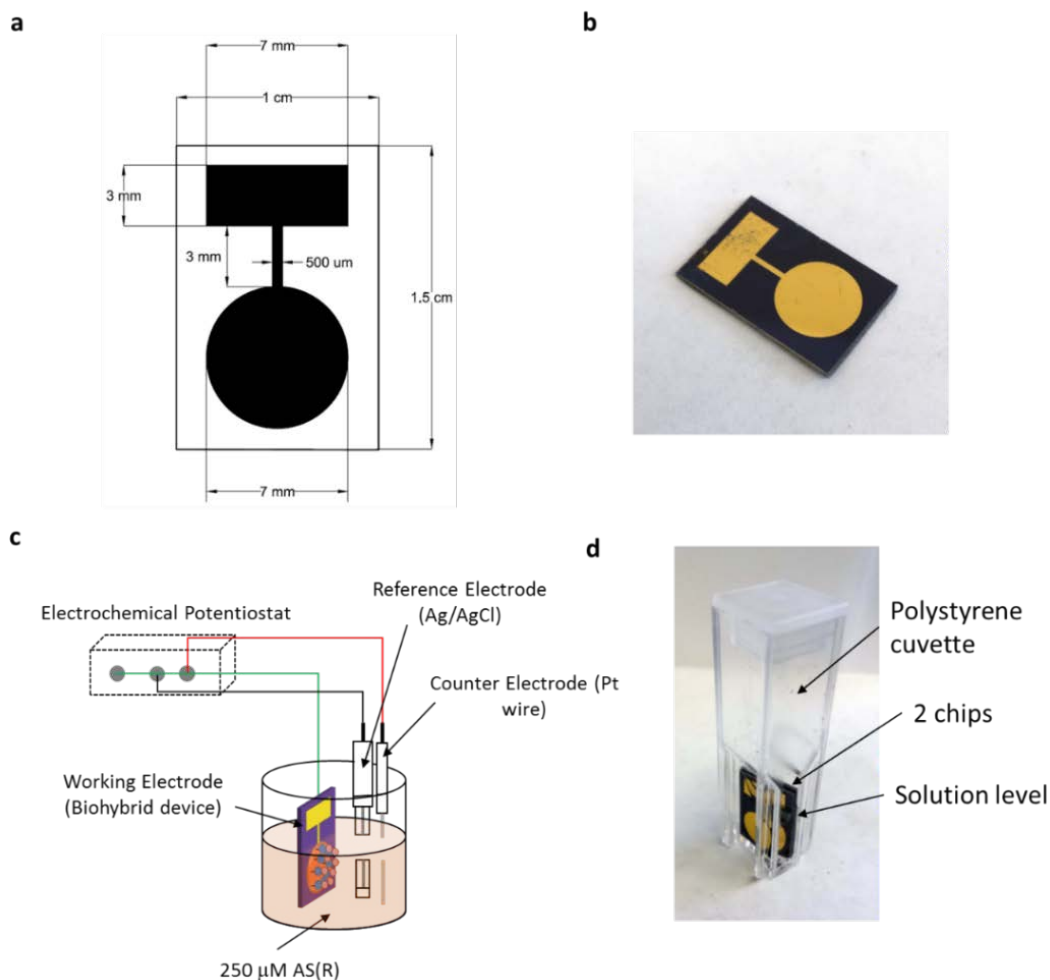 a
7 mm
1 cm
3 mm
3 mm
500 um
1.5 cm
7 mm
b
c
Electrochemical Potentiostat
Reference Electrode
(Ag/AgCl)
Counter Electrode (Pt
wire)
Working Electrode
(Biohybrid device)
250 µM AS(R)
d
Polystyrene
cuvette
2 chips
Solution level